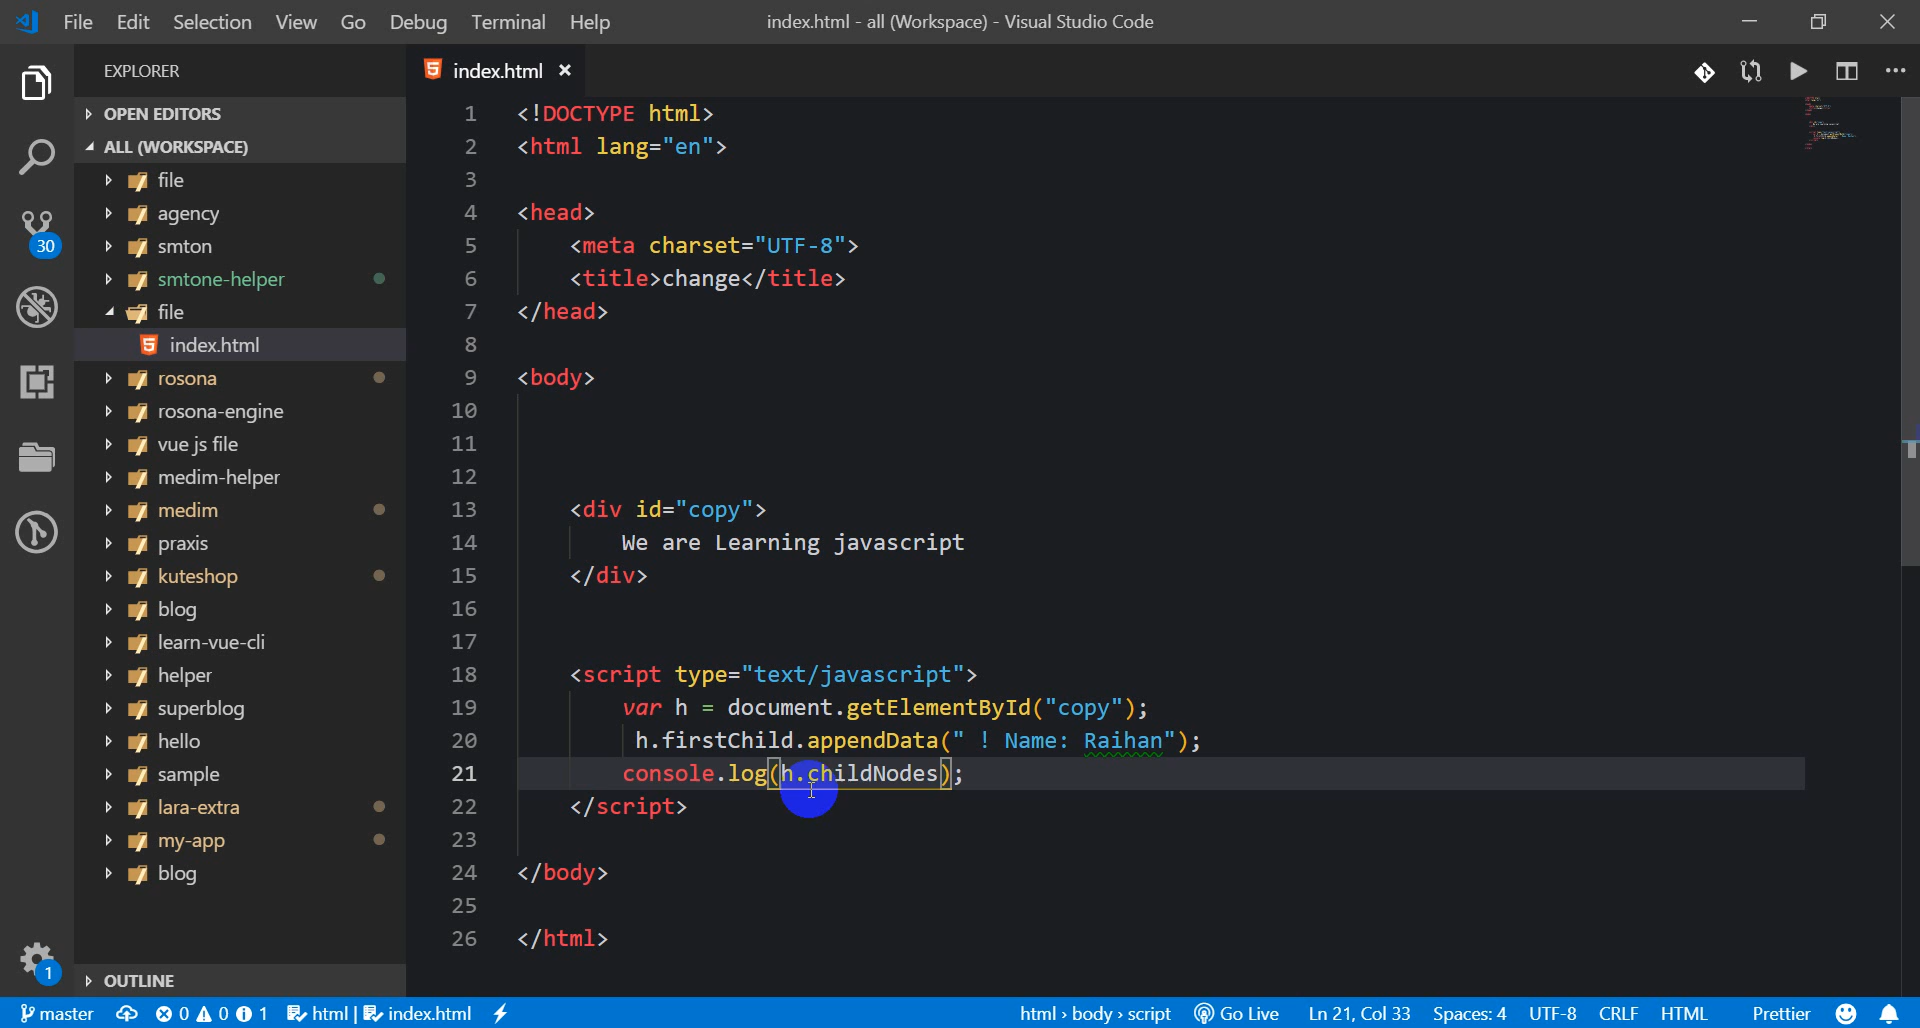 File Edit Selection View Go Debug Terminal Help
index.html - all (Workspace) - Visual Studio Code
EXPLORER
OPEN EDITORS
ALL (WORKSPACE)
file
agency
smton
smtone-helper
file
index.html
rosona
rosona-engine
vue js file
medim-helper
medim
praxis
kuteshop
blog
learn-vue-cli
helper
superblog
hello
sample
lara-extra
my-app
blog
OUTLINE
30
1
index.html
1 <!DOCTYPE html>
2 <html lang="en">
3
4 <head>
5 <meta charset="UTF-8">
6 <title>change</title>
7 </head>
8
9 <body>
10
11
12
13 <div id="copy">
14 We are Learning javascript
15 </div>
16
17
18 <script type="text/javascript">
19 var h = document.getElementById("copy");
20 h.firstChild.appendData(" ! Name: Raihan");
21 console.log(h.childNodes);
22 </script>
23
24 </body>
25
26 </html>
master 0 0 1 html | index.html
html › body › script Go Live Ln 21, Col 33 Spaces: 4 UTF-8 CRLF HTML Prettier